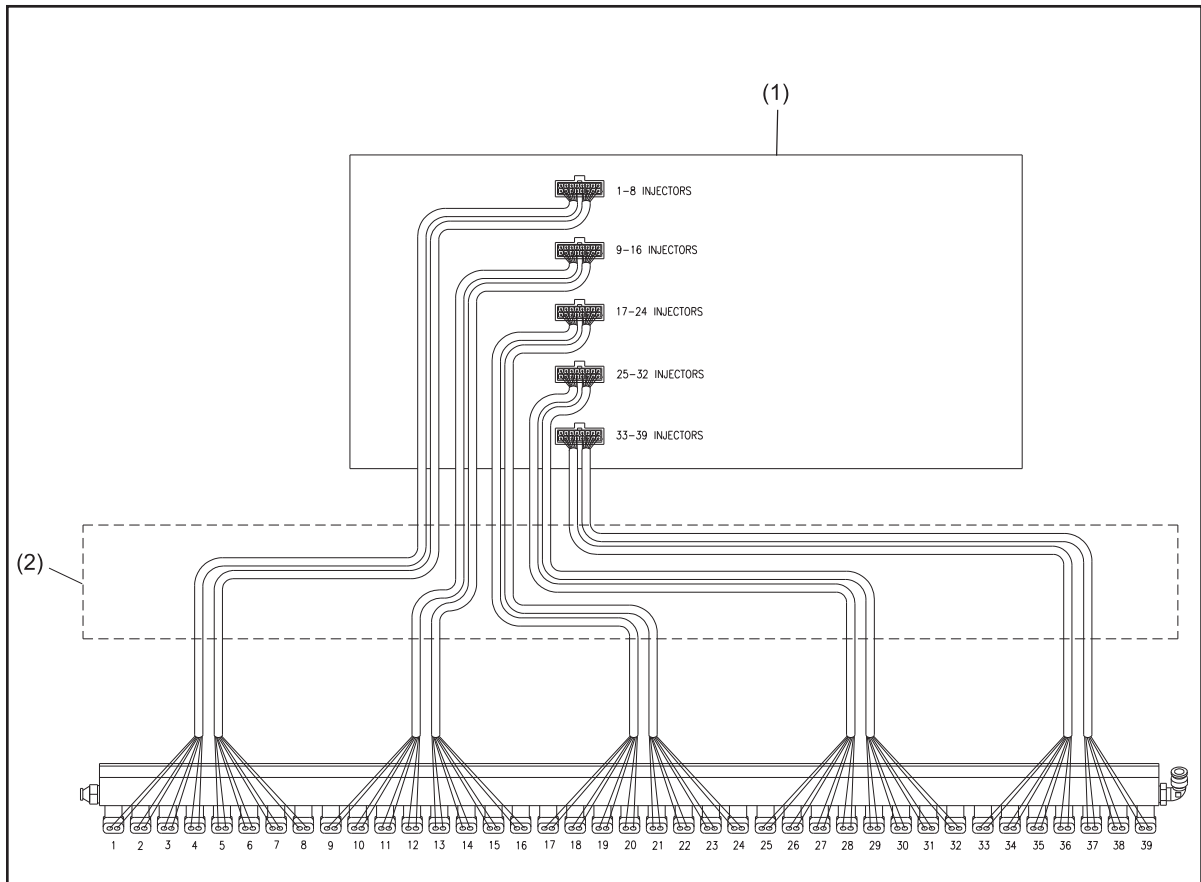 (1)
1-8 INJECTORS
9-16 INJECTORS
17-24 INJECTORS
25-32 INJECTORS
33-39 INJECTORS
(2)
1 2 3 4 5 6 7 8 9 10 11 12 13 14 15 16 17 18 19 20 21 22 23 24 25 26 27 28 29 30 31 32 33 34 35 36 37 38 39